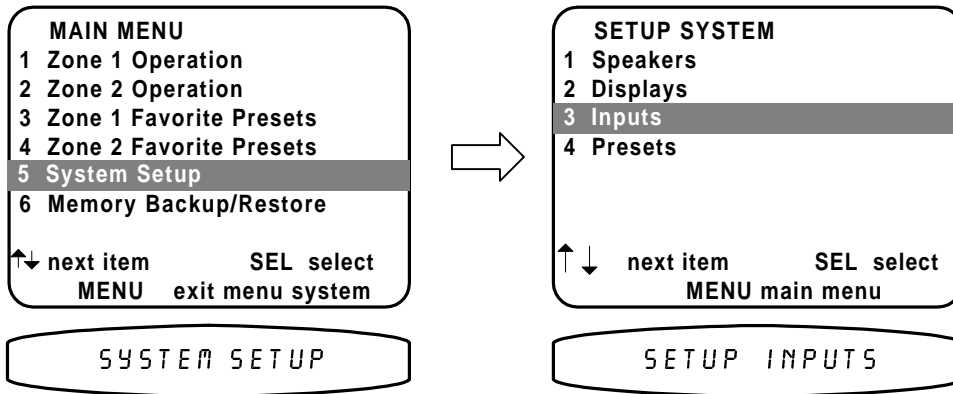 MAIN MENU
1 Zone 1 Operation
2 Zone 2 Operation
3 Zone 1 Favorite Presets
4 Zone 2 Favorite Presets
5 System Setup
6 Memory Backup/Restore
↑↓ next item SEL select
MENU exit menu system
SYSTEM SETUP
SETUP SYSTEM
1 Speakers
2 Displays
3 Inputs
4 Presets
↑ ↓ next item SEL select
MENU main menu
SETUP INPUTS